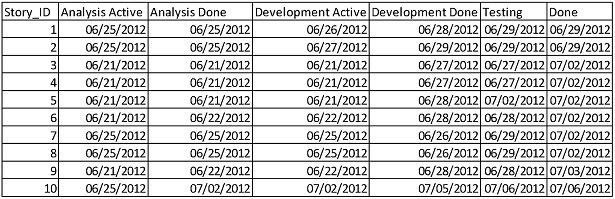 Story_ID Analysis Active Analysis Done Development Active Development Done Testing Done
1 06/25/2012 06/25/2012 06/26/2012 06/28/2012 06/29/2012 06/29/2012
2 06/25/2012 06/25/2012 06/27/2012 06/29/2012 06/29/2012 06/29/2012
3 06/21/2012 06/21/2012 06/21/2012 06/27/2012 06/27/2012 07/02/2012
4 06/21/2012 06/21/2012 06/21/2012 06/27/2012 06/27/2012 07/02/2012
5 06/21/2012 06/21/2012 06/21/2012 06/28/2012 07/02/2012 07/02/2012
6 06/21/2012 06/22/2012 06/22/2012 06/28/2012 06/28/2012 07/02/2012
7 06/25/2012 06/25/2012 06/25/2012 06/26/2012 06/29/2012 07/02/2012
8 06/25/2012 06/25/2012 06/25/2012 06/26/2012 06/29/2012 07/02/2012
9 06/21/2012 06/22/2012 06/22/2012 06/28/2012 06/28/2012 07/03/2012
10 06/25/2012 07/02/2012 07/02/2012 07/05/2012 07/06/2012 07/06/2012